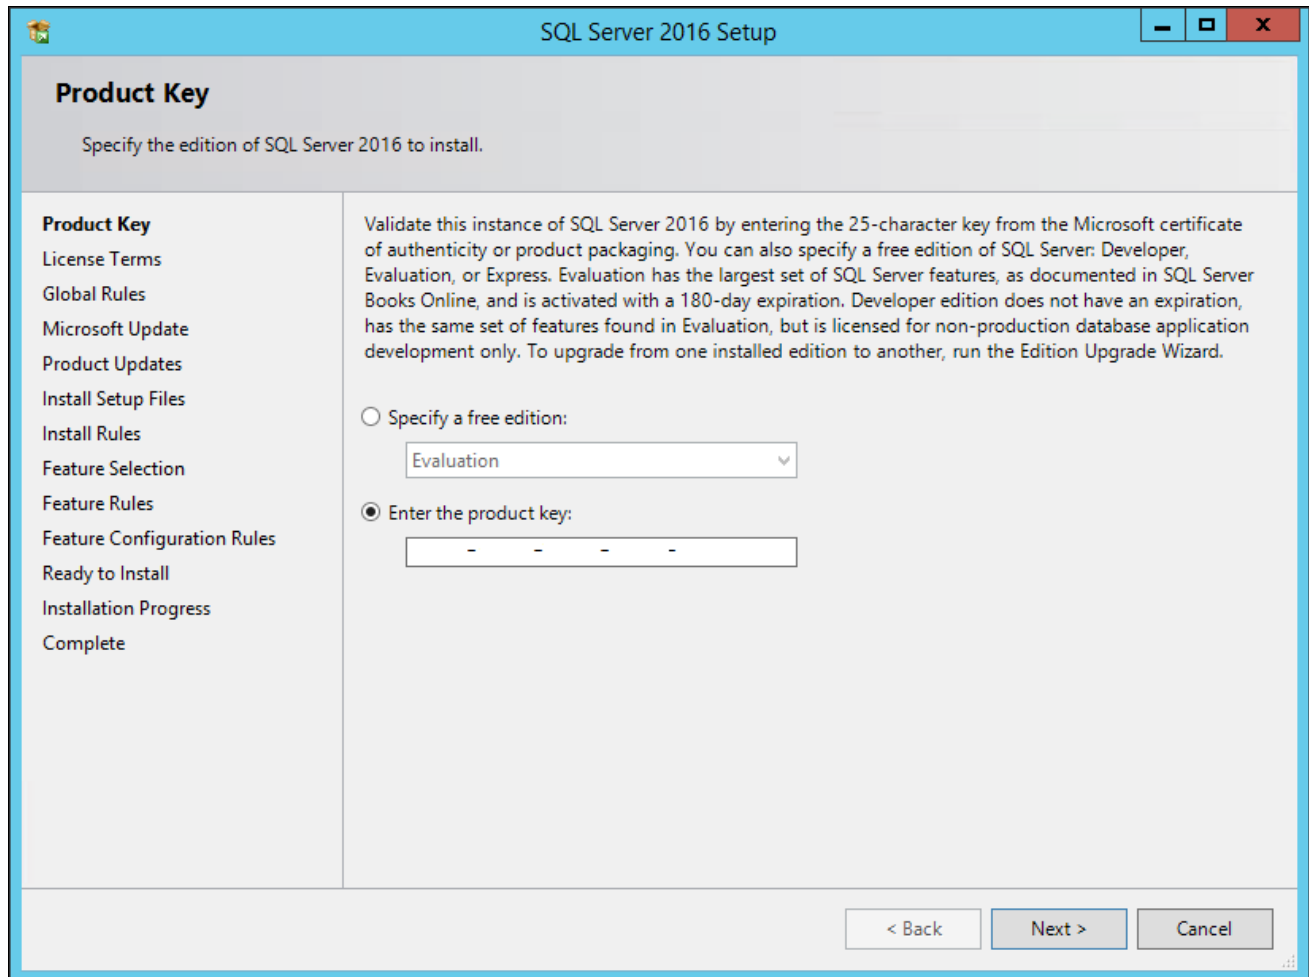 SQL Server 2016 Setup
Product Key
Specify the edition of SQL Server 2016 to install.
Product Key
License Terms
Global Rules
Microsoft Update
Product Updates
Install Setup Files
Install Rules
Feature Selection
Feature Rules
Feature Configuration Rules
Ready to Install
Installation Progress
Complete
Validate this instance of SQL Server 2016 by entering the 25-character key from the Microsoft certificate
of authenticity or product packaging. You can also specify a free edition of SQL Server: Developer,
Evaluation, or Express. Evaluation has the largest set of SQL Server features, as documented in SQL Server
Books Online, and is activated with a 180-day expiration. Developer edition does not have an expiration,
has the same set of features found in Evaluation, but is licensed for non-production database application
development only. To upgrade from one installed edition to another, run the Edition Upgrade Wizard.
Specify a free edition:
Evaluation
Enter the product key:
- - - -
< Back Next > Cancel